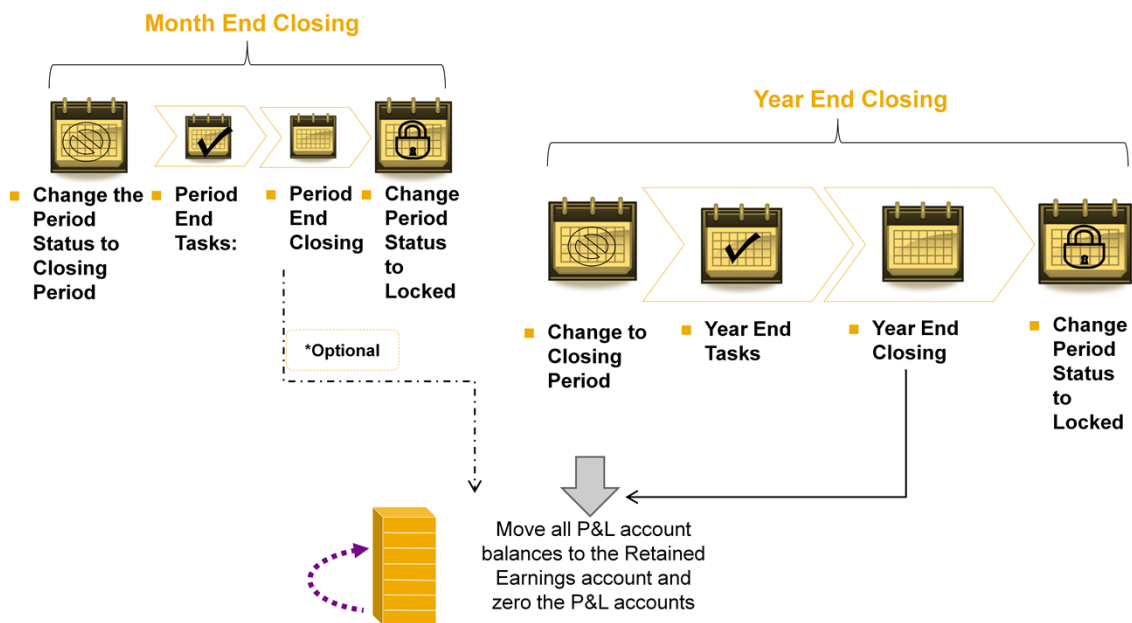 Month End Closing
Change the
Period
Status to
Closing
Period
Period
End
Tasks:
Period
End
Closing
Change
Period
Status
to
Locked
*Optional
Year End Closing
Change to
Closing
Period
Year End
Tasks
Year End
Closing
Change
Period
Status
to
Locked
Move all P&L account
balances to the Retained
Earnings account and
zero the P&L accounts